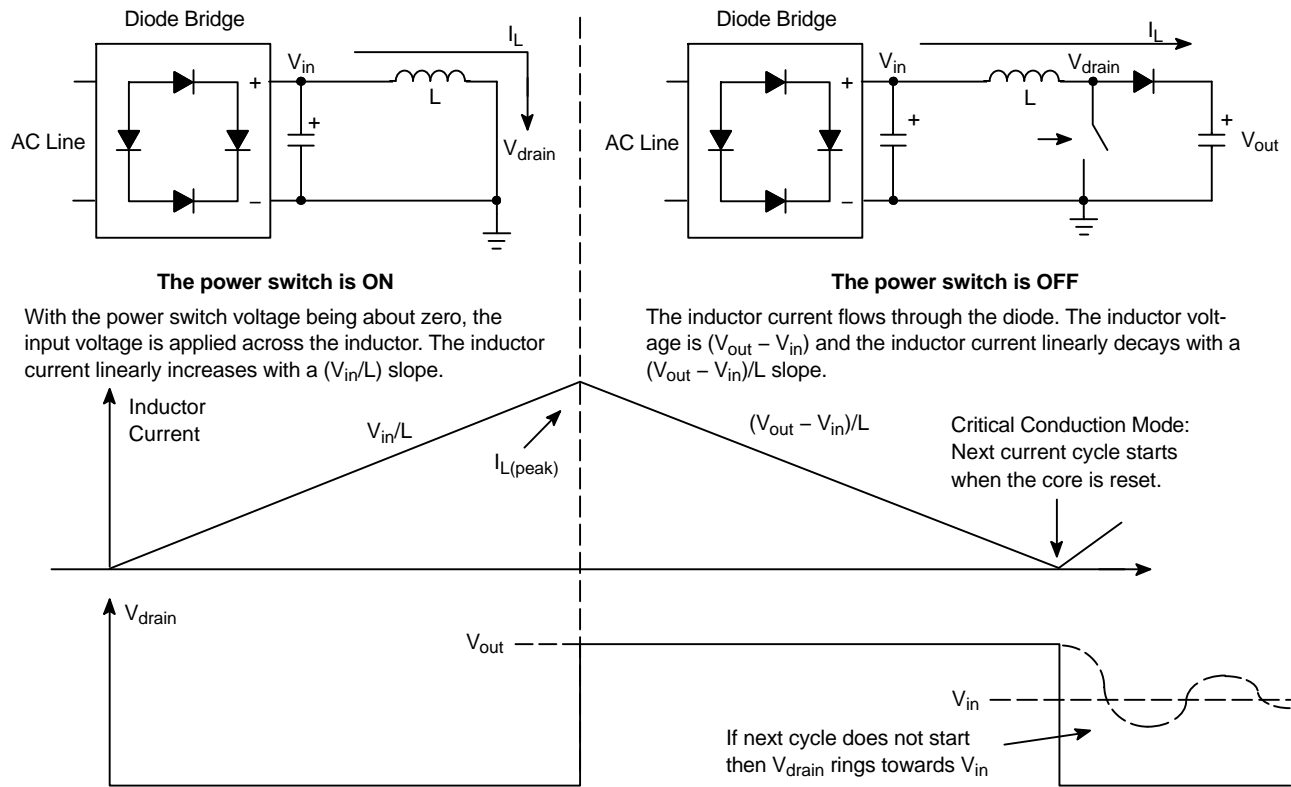 Diode Bridge
AC Line
+
−
V_in
+
L
I_L
V_drain
The power switch is ON
With the power switch voltage being about zero, the
input voltage is applied across the inductor. The inductor
current linearly increases with a (V_in/L) slope.
Diode Bridge
AC Line
+
−
V_in
+
L
I_L
V_drain
+
V_out
The power switch is OFF
The inductor current flows through the diode. The inductor volt-
age is (V_out − V_in) and the inductor current linearly decays with a
(V_out − V_in)/L slope.
Inductor
Current
V_in/L
I_L(peak)
(V_out − V_in)/L
Critical Conduction Mode:
Next current cycle starts
when the core is reset.
V_drain
V_out
V_in
If next cycle does not start
then V_drain rings towards V_in